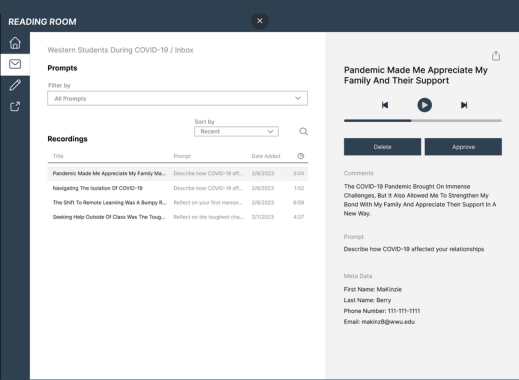 READING ROOM
Western Students During COVID-19 / Inbox
Prompts
Filter by
All Prompts
Sort by
Recent
Recordings
Title Prompt Date Added
Pandemic Made Me Appreciate My Family Ma... Describe how COVID-19 aff... 2/9/2023 3:04
Navigating The Isolation Of COVID-19 Describe how COVID-19 aff... 2/8/2023 1:52
The Shift To Remote Learning Was A Bumpy R... Reflect on your first memor... 2/8/2023 6:09
Seeking Help Outside Of Class Was The Toug... Reflect on the toughest cha... 2/7/2023 4:27
Pandemic Made Me Appreciate My
Family And Their Support
Delete Approve
Comments
The COVID-19 Pandemic Brought On Immense
Challenges, But It Also Allowed Me To Strengthen My
Bond With My Family And Appreciate Their Support In A
New Way.
Prompt
Describe how COVID-19 affected your relationships
Meta Data
First Name: MaKinzie
Last Name: Berry
Phone Number: 111-111-1111
Email: makinzB@wwu.edu